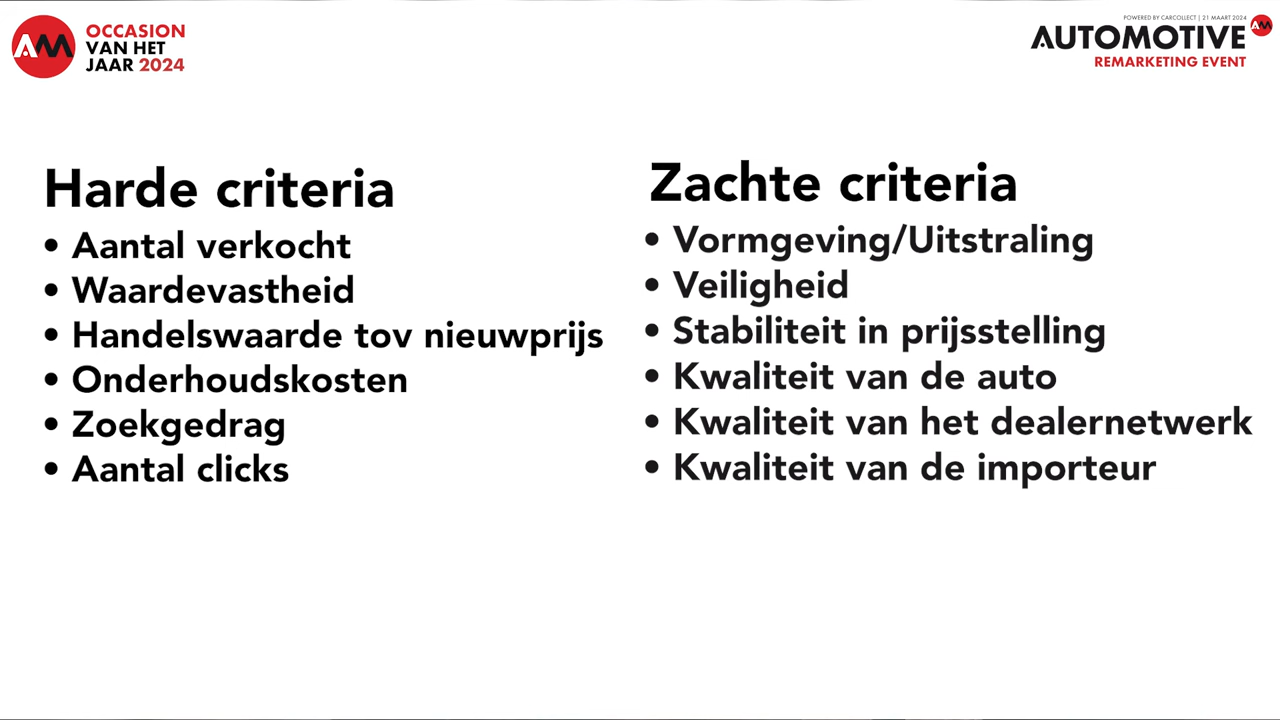 AM
OCCASION
VAN HET
JAAR 2024
POWERED BY CARCOLLECT | 21 MAART 2024
AUTOMOTIVE
AM
REMARKETING EVENT
Harde criteria
• Aantal verkocht
• Waardevastheid
• Handelswaarde tov nieuwprijs
• Onderhoudskosten
• Zoekgedrag
• Aantal clicks
Zachte criteria
• Vormgeving/Uitstraling
• Veiligheid
• Stabiliteit in prijsstelling
• Kwaliteit van de auto
• Kwaliteit van het dealernetwerk
• Kwaliteit van de importeur